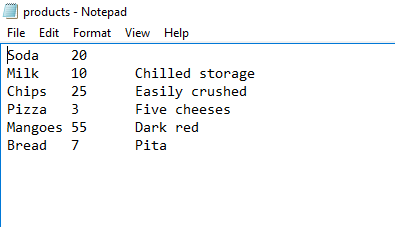 products - Notepad
File Edit Format View Help
Soda 20
Milk 10 Chilled storage
Chips 25 Easily crushed
Pizza 3 Five cheeses
Mangoes 55 Dark red
Bread 7 Pita